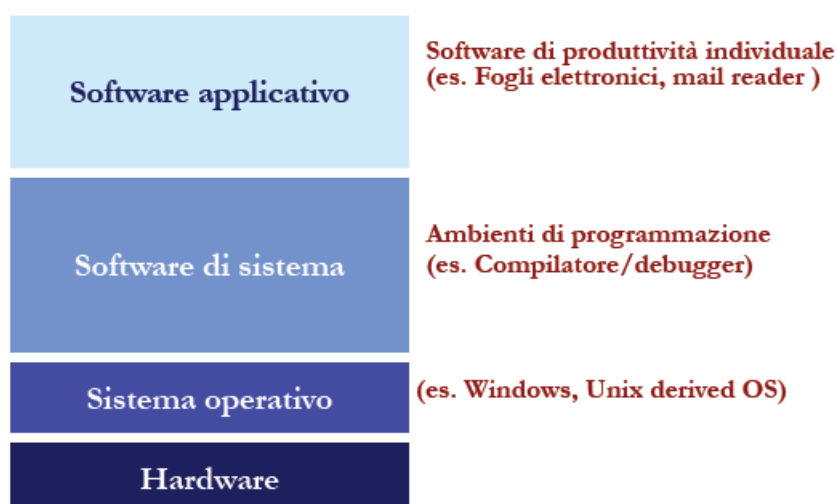 Software applicativo
Software di produttività individuale
(es. Fogli elettronici, mail reader )
Software di sistema
Ambienti di programmazione
(es. Compilatore/debugger)
Sistema operativo
(es. Windows, Unix derived OS)
Hardware